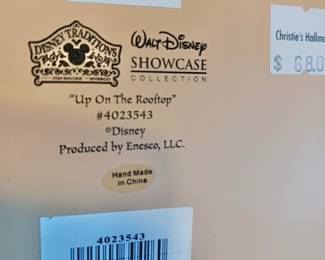 DISNEY TRADITIONS
WALT DISNEY
SHOWCASE
COLLECTION
"Up On The Rooftop"
#4023543
©Disney
Produced by Enesco, LLC.
Hand Made
in China
4023543
Christie's Hallma
$ 68.0